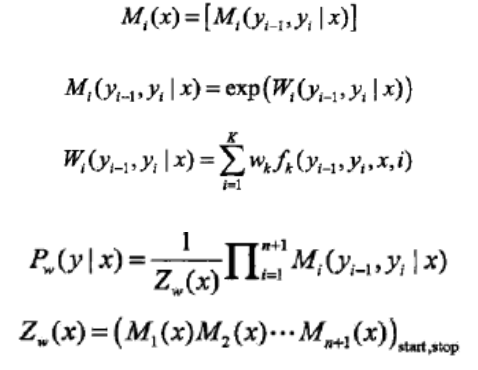 M_i(x) = [M_i(y_{i-1}, y_i | x)]
M_i(y_{i-1}, y_i | x) = exp(W_i(y_{i-1}, y_i | x))
W_i(y_{i-1}, y_i | x) = \sum_{i=1}^{K} w_k f_k(y_{i-1}, y_i, x, i)
P_w(y | x) = \frac{1}{Z_w(x)} \prod_{i=1}^{n+1} M_i(y_{i-1}, y_i | x)
Z_w(x) = (M_1(x)M_2(x)⋯M_{n+1}(x))_{start,stop}